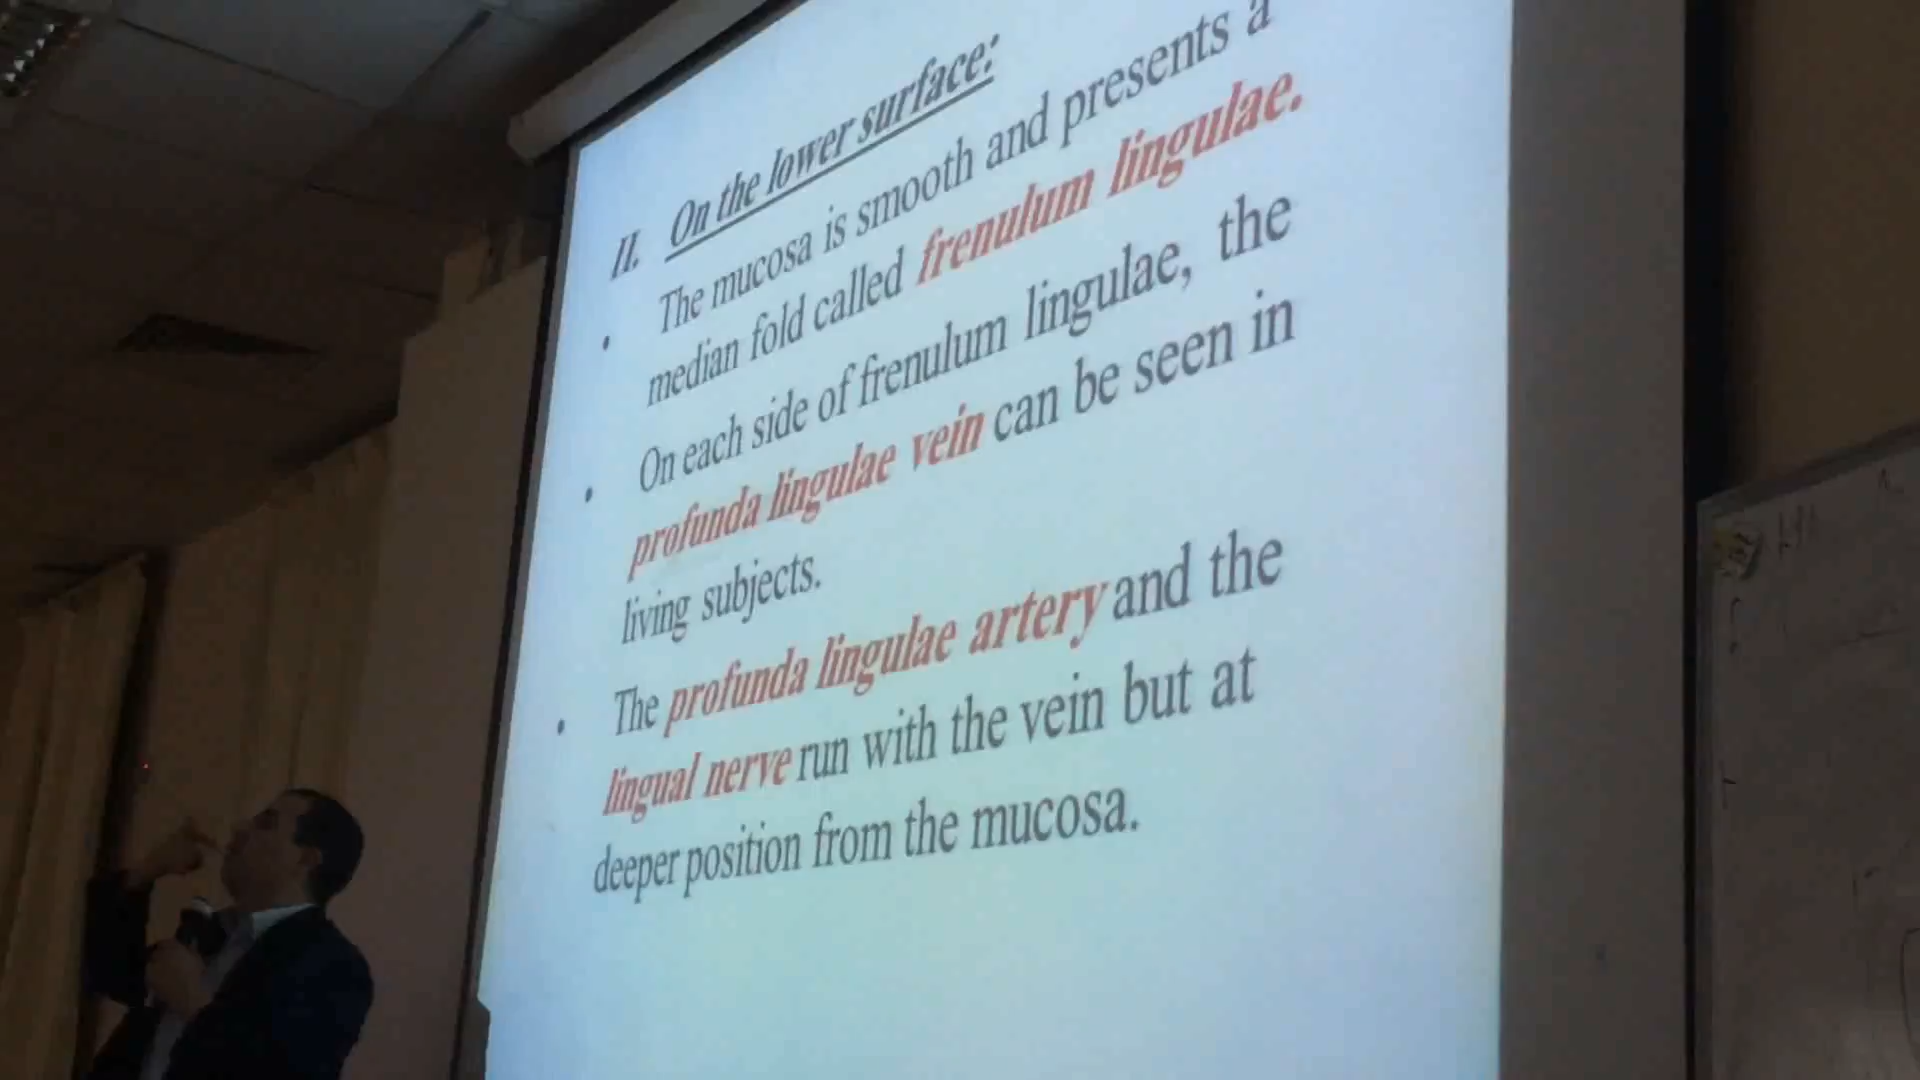 II. On the lower surface:
• The mucosa is smooth and presents a
median fold called frenulum lingulae.
• On each side of frenulum lingulae, the
profunda lingulae vein can be seen in
living subjects.
• The profunda lingulae artery and the
lingual nerve run with the vein but at
deeper position from the mucosa.